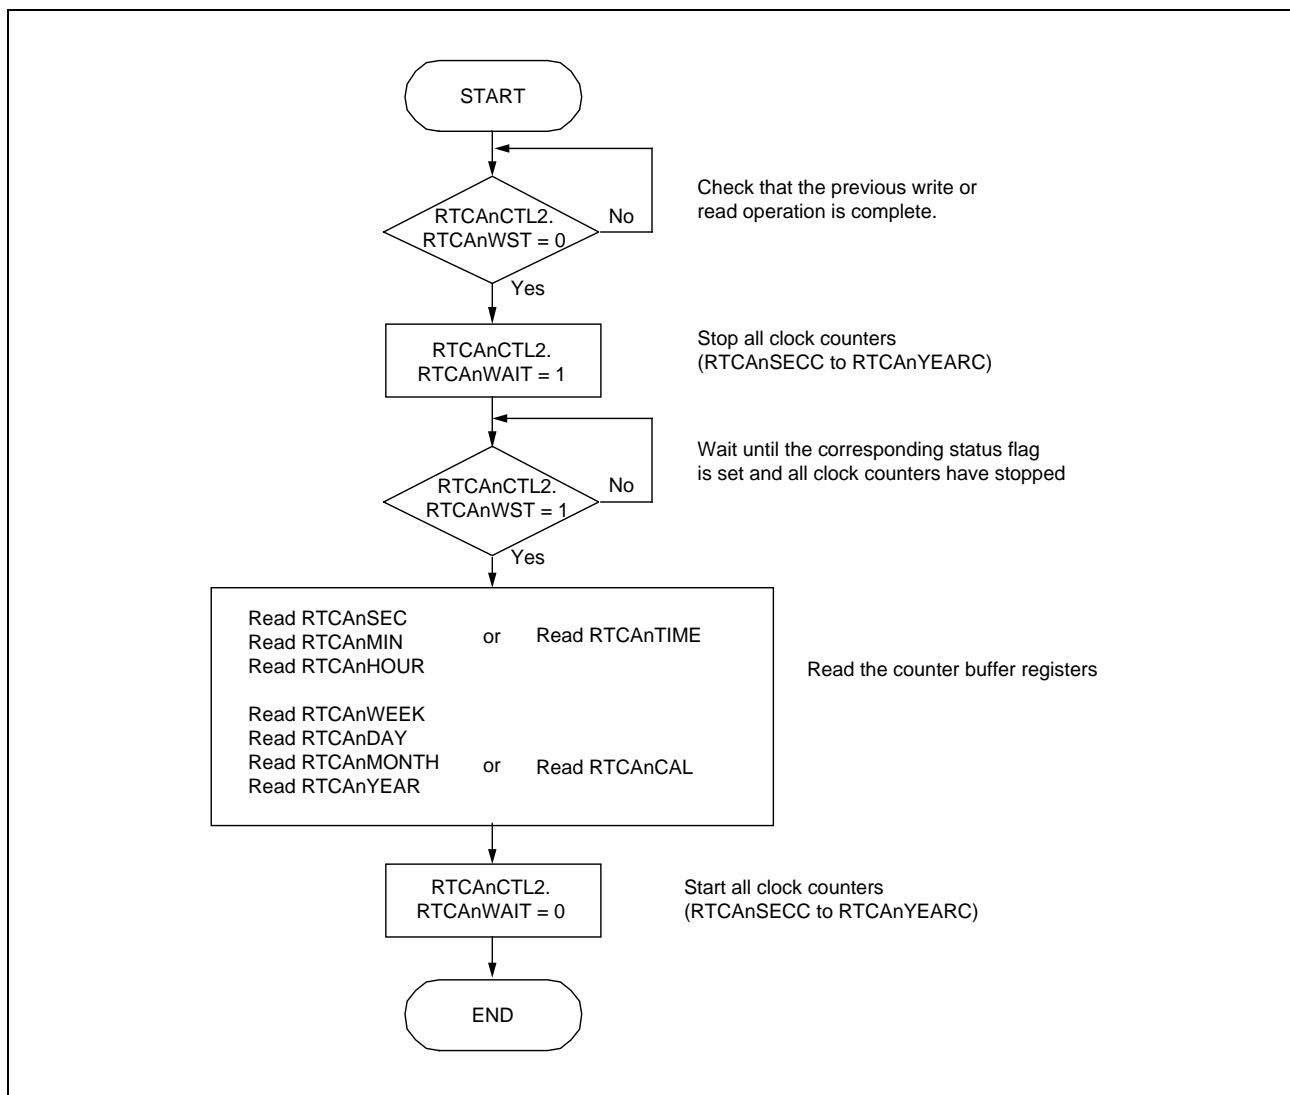 START
RTCAnCTL2.
RTCAnWST = 0
No
Yes
Check that the previous write or
read operation is complete.
RTCAnCTL2.
RTCAnWAIT = 1
Stop all clock counters
(RTCAnSECC to RTCAnYEARC)
RTCAnCTL2.
RTCAnWST = 1
No
Yes
Wait until the corresponding status flag
is set and all clock counters have stopped
Read RTCAnSEC
Read RTCAnMIN
Read RTCAnHOUR
or
Read RTCAnTIME
Read RTCAnWEEK
Read RTCAnDAY
Read RTCAnMONTH
Read RTCAnYEAR
or
Read RTCAnCAL
Read the counter buffer registers
RTCAnCTL2.
RTCAnWAIT = 0
Start all clock counters
(RTCAnSECC to RTCAnYEARC)
END